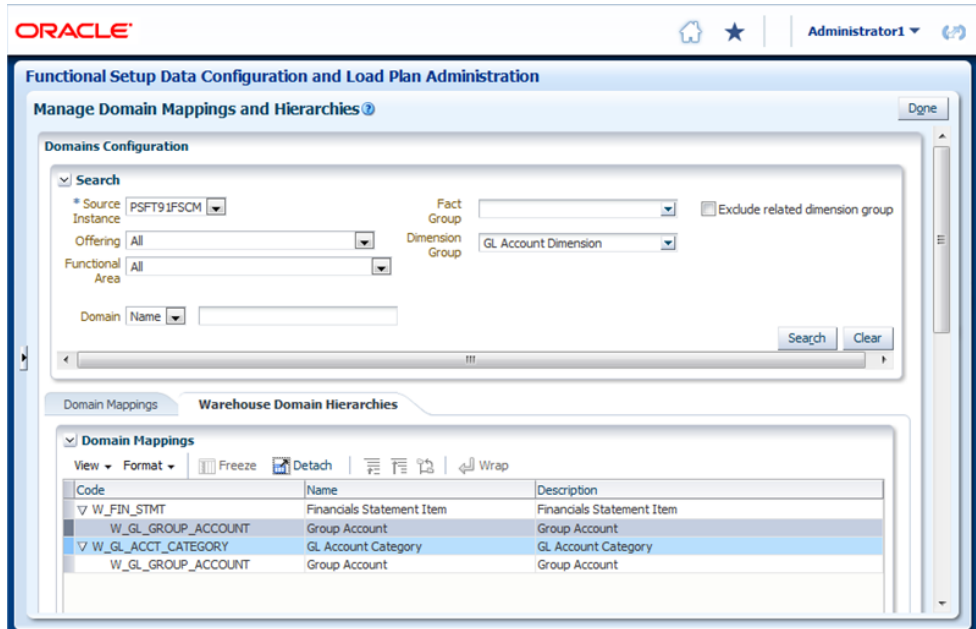 ORACLE
Administrator1
Functional Setup Data Configuration and Load Plan Administration
Manage Domain Mappings and Hierarchies
Done
Domains Configuration
Search
* Source Instance PSFT91FSCM
Fact Group
Exclude related dimension group
Offering All
Dimension Group GL Account Dimension
Functional Area All
Domain Name
Search Clear
Domain Mappings Warehouse Domain Hierarchies
Domain Mappings
View Format Freeze Detach Wrap
Code Name Description
W_FIN_STMT Financials Statement Item Financials Statement Item
W_GL_GROUP_ACCOUNT Group Account Group Account
W_GL_ACCT_CATEGORY GL Account Category GL Account Category
W_GL_GROUP_ACCOUNT Group Account Group Account